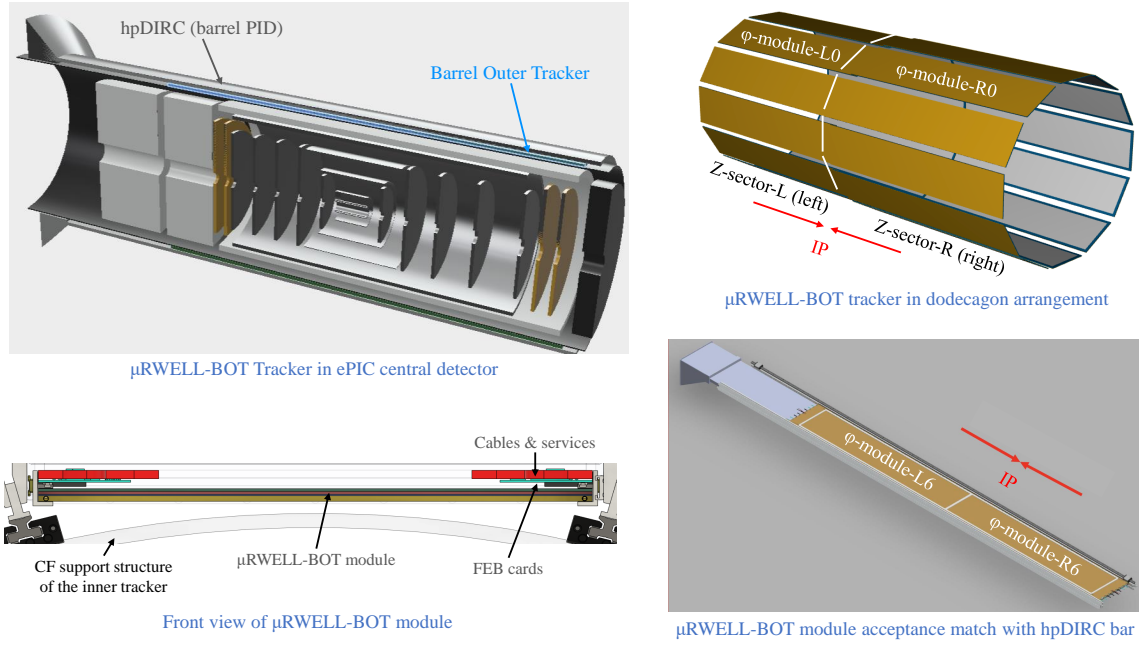 hpDIRC (barrel PID)
Barrel Outer Tracker
μRWELL-BOT Tracker in ePIC central detector
φ-module-L0
φ-module-R0
Z-sector-L (left)
Z-sector-R (right)
IP
μRWELL-BOT tracker in dodecagon arrangement
Cables & services
CF support structure
of the inner tracker
μRWELL-BOT module
FEB cards
Front view of μRWELL-BOT module
φ-module-L6
IP
φ-module-R6
μRWELL-BOT module acceptance match with hpDIRC bar